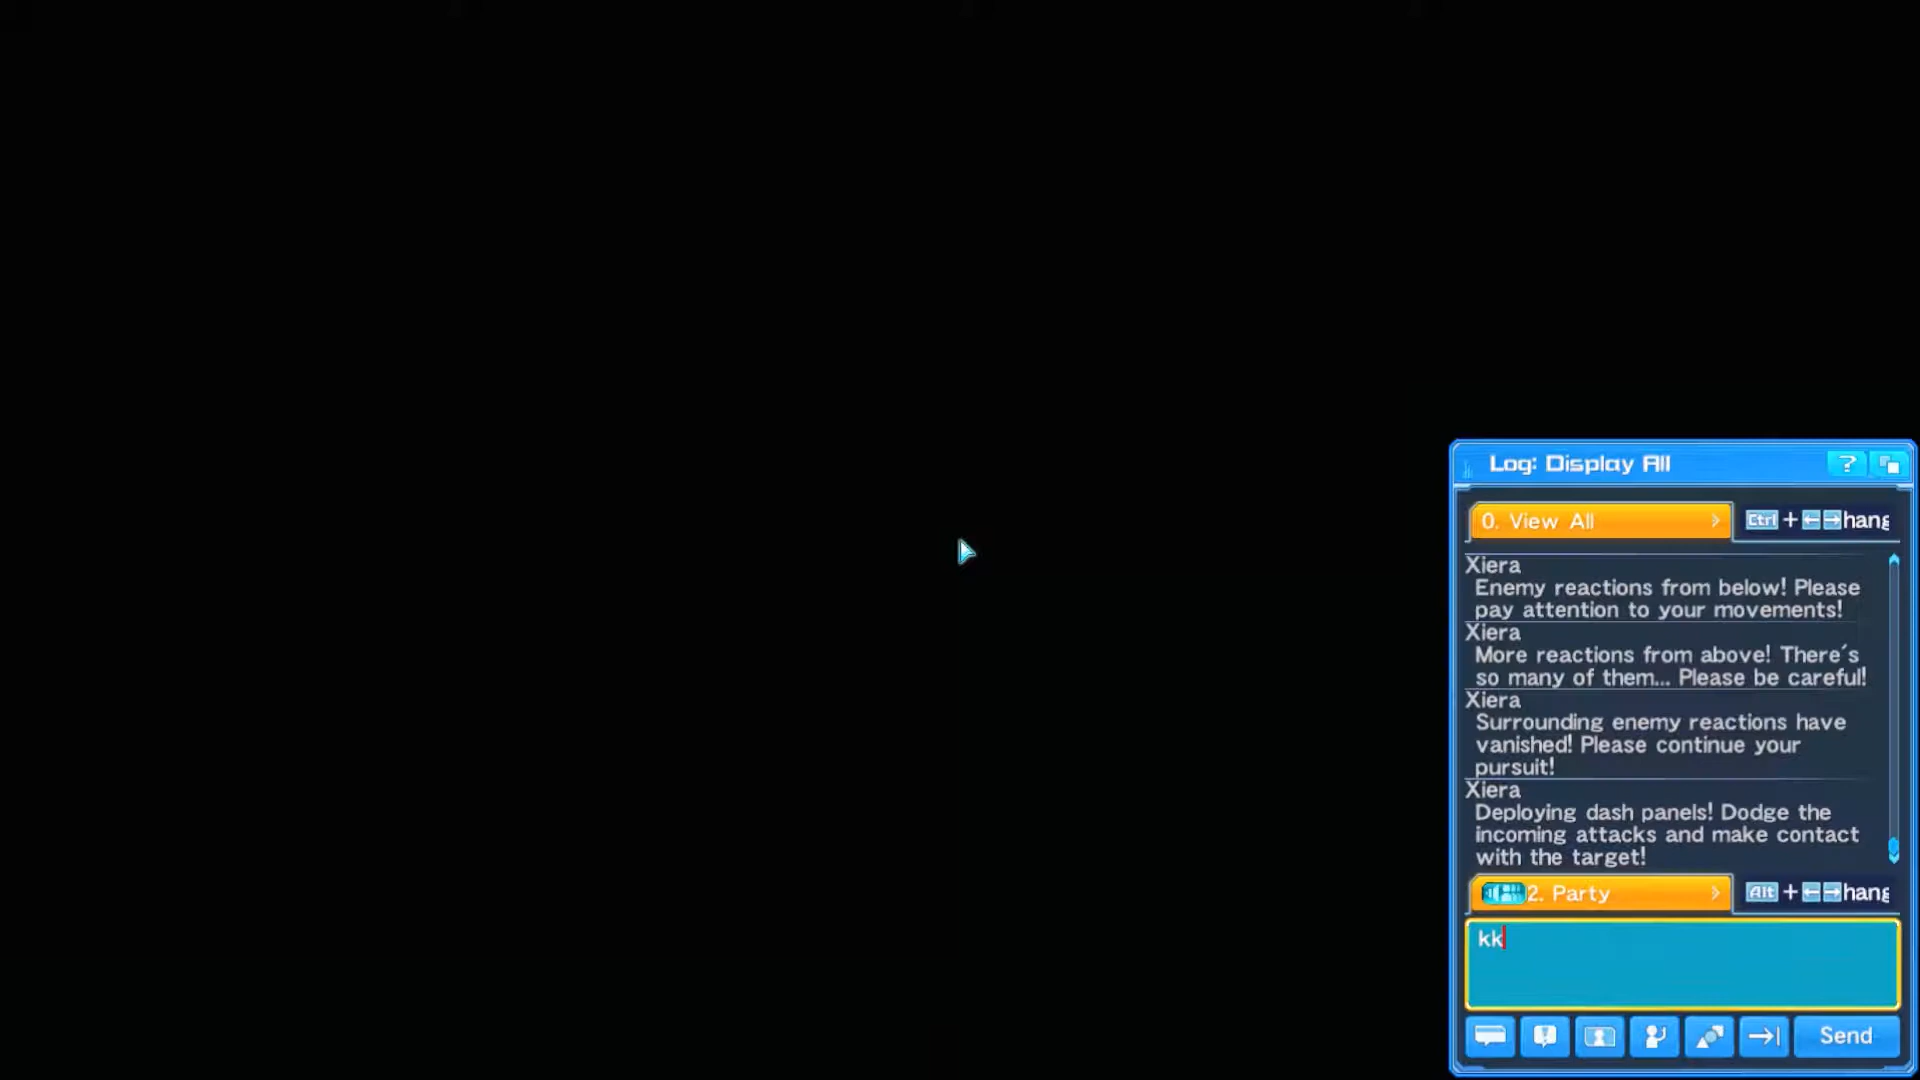 Log: Display All
?
0. View All
Ctrl + ←→hang
Xiera
Enemy reactions from below! Please
pay attention to your movements!
Xiera
More reactions from above! There's
so many of them... Please be careful!
Xiera
Surrounding enemy reactions have
vanished! Please continue your
pursuit!
Xiera
Deploying dash panels! Dodge the
incoming attacks and make contact
with the target!
2. Party
Alt + ←→hang
kk
Send